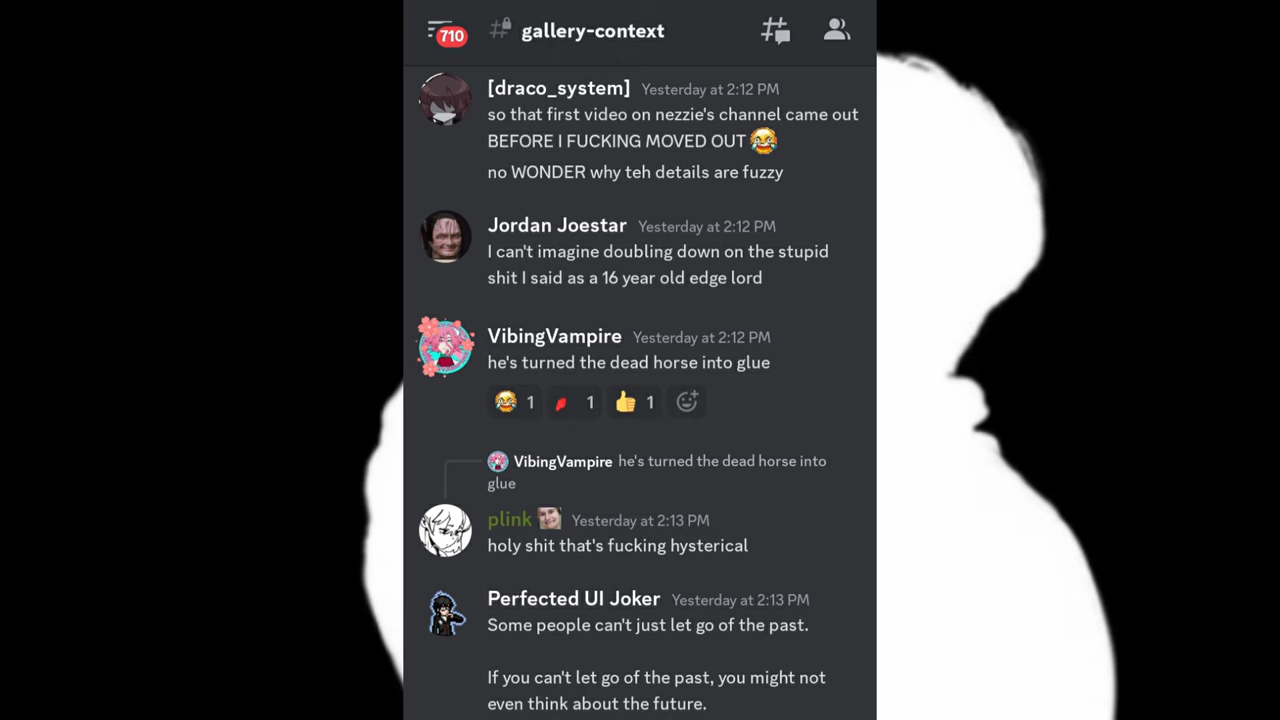 710
gallery-context
[draco_system] Yesterday at 2:12 PM
so that first video on nezzie's channel came out
BEFORE I FUCKING MOVED OUT
no WONDER why teh details are fuzzy
Jordan Joestar Yesterday at 2:12 PM
I can't imagine doubling down on the stupid
shit I said as a 16 year old edge lord
VibingVampire Yesterday at 2:12 PM
he's turned the dead horse into glue
1 1 1
VibingVampire he's turned the dead horse into
glue
plink Yesterday at 2:13 PM
holy shit that's fucking hysterical
Perfected UI Joker Yesterday at 2:13 PM
Some people can't just let go of the past.
If you can't let go of the past, you might not
even think about the future.